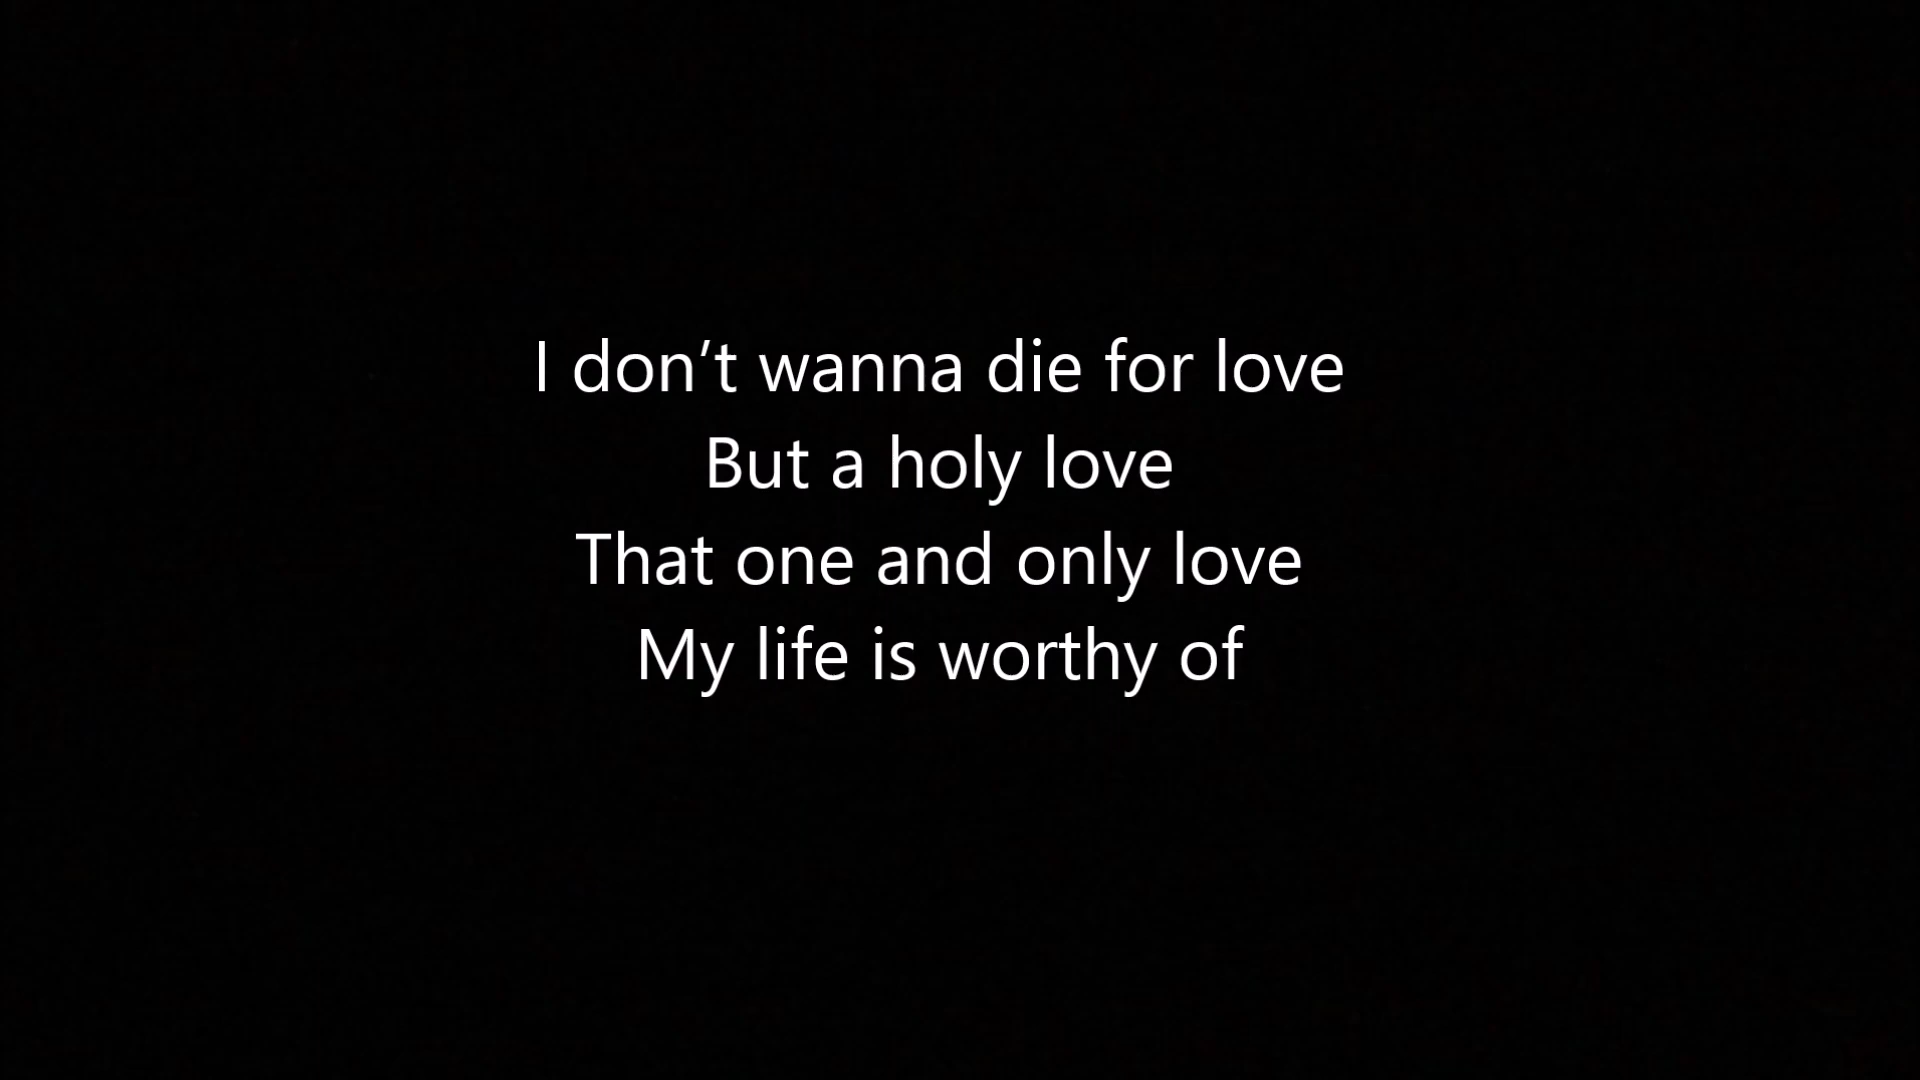 I don’t wanna die for love
But a holy love
That one and only love
My life is worthy of